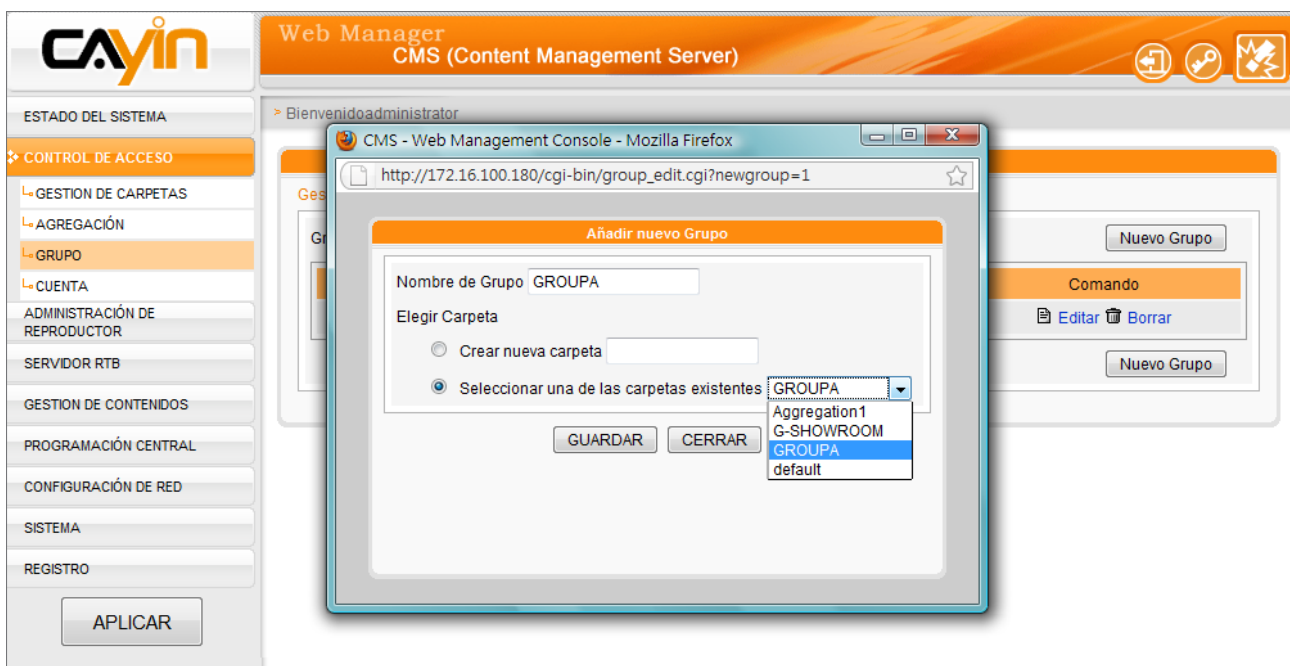 CAYIN
Web Manager
CMS (Content Management Server)
ESTADO DEL SISTEMA
CONTROL DE ACCESO
GESTION DE CARPETAS
AGREGACIÓN
GRUPO
CUENTA
ADMINISTRACIÓN DE
REPRODUCTOR
SERVIDOR RTB
GESTION DE CONTENIDOS
PROGRAMACIÓN CENTRAL
CONFIGURACIÓN DE RED
SISTEMA
REGISTRO
APLICAR
> Bienvenidoadministrator
Ges
Gr
Nuevo Grupo
Comando
Editar Borrar
Nuevo Grupo
CMS - Web Management Console - Mozilla Firefox
http://172.16.100.180/cgi-bin/group_edit.cgi?newgroup=1
Añadir nuevo Grupo
Nombre de Grupo GROUPA
Elegir Carpeta
Crear nueva carpeta
Seleccionar una de las carpetas existentes GROUPA
Aggregation1
G-SHOWROOM
GROUPA
default
GUARDAR CERRAR